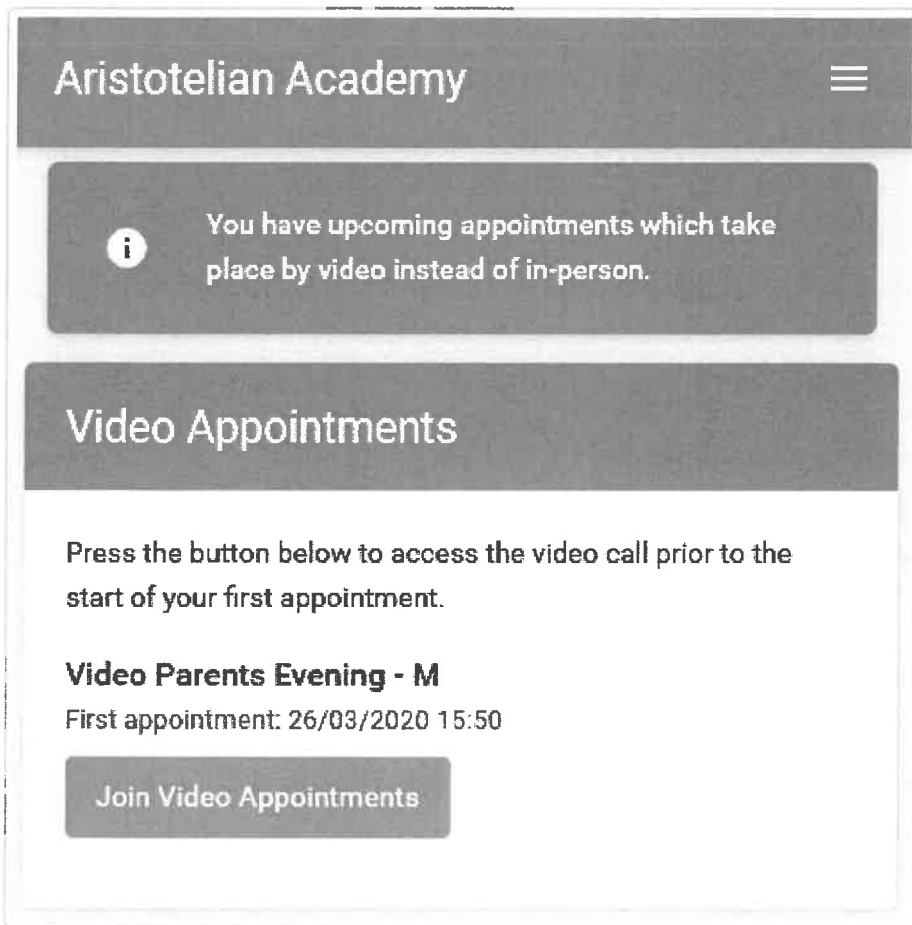 Aristotelian Academy
You have upcoming appointments which take
place by video instead of in-person.
Video Appointments
Press the button below to access the video call prior to the
start of your first appointment.
Video Parents Evening - M
First appointment: 26/03/2020 15:50
Join Video Appointments